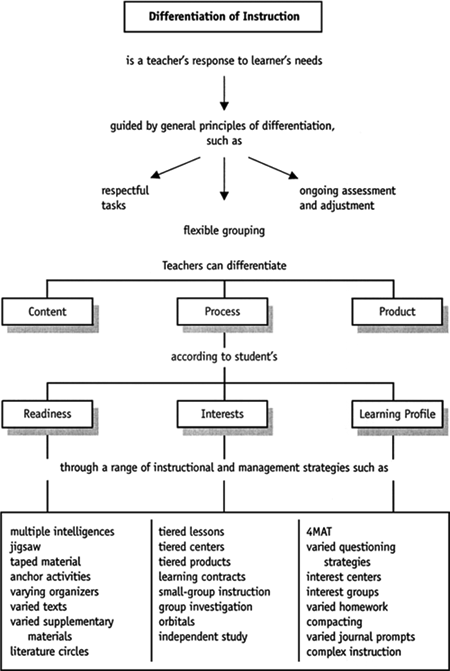 Differentiation of Instruction
is a teacher's response to learner's needs
guided by general principles of differentiation,
such as
respectful
tasks
ongoing assessment
and adjustment
flexible grouping
Teachers can differentiate
Content
Process
Product
according to student's
Readiness
Interests
Learning Profile
through a range of instructional and management strategies such as
multiple intelligences
jigsaw
taped material
anchor activities
varying organizers
varied texts
varied supplementary
materials
literature circles
tiered lessons
tiered centers
tiered products
learning contracts
small-group instruction
group investigation
orbitals
independent study
4MAT
varied questioning
strategies
interest centers
interest groups
varied homework
compacting
varied journal prompts
complex instruction